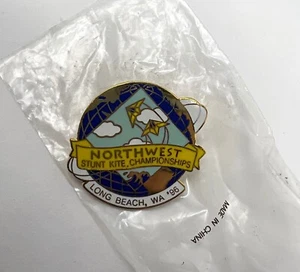 NORTHWEST
STUNT KITE CHAMPIONSHIPS
LONG BEACH, WA '96
MADE IN CHINA